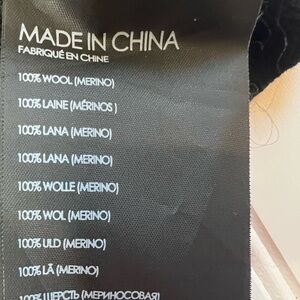 MADE IN CHINA
FABRIQUÉ EN CHINE
100% WOOL (MERINO)
100% LAINE (MÉRINOS )
100% LANA (MERINO)
100% LANA (MERINO)
100% WOLLE (MERINO)
100% WOL (MERINO)
100% ULD (MERINO)
100% LÃ (MERINO)
100% ШЕРСТЬ (МЕРИНОСОВАЯ)